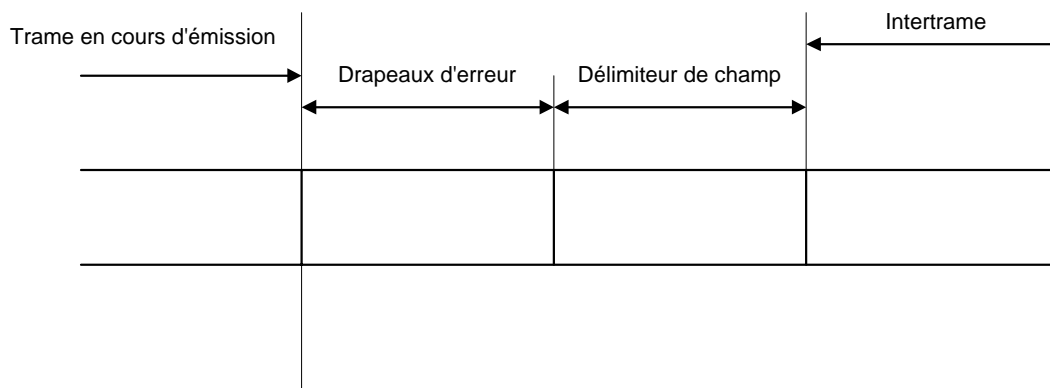 Trame en cours d'émission
Drapeaux d'erreur
Délimiteur de champ
Intertrame